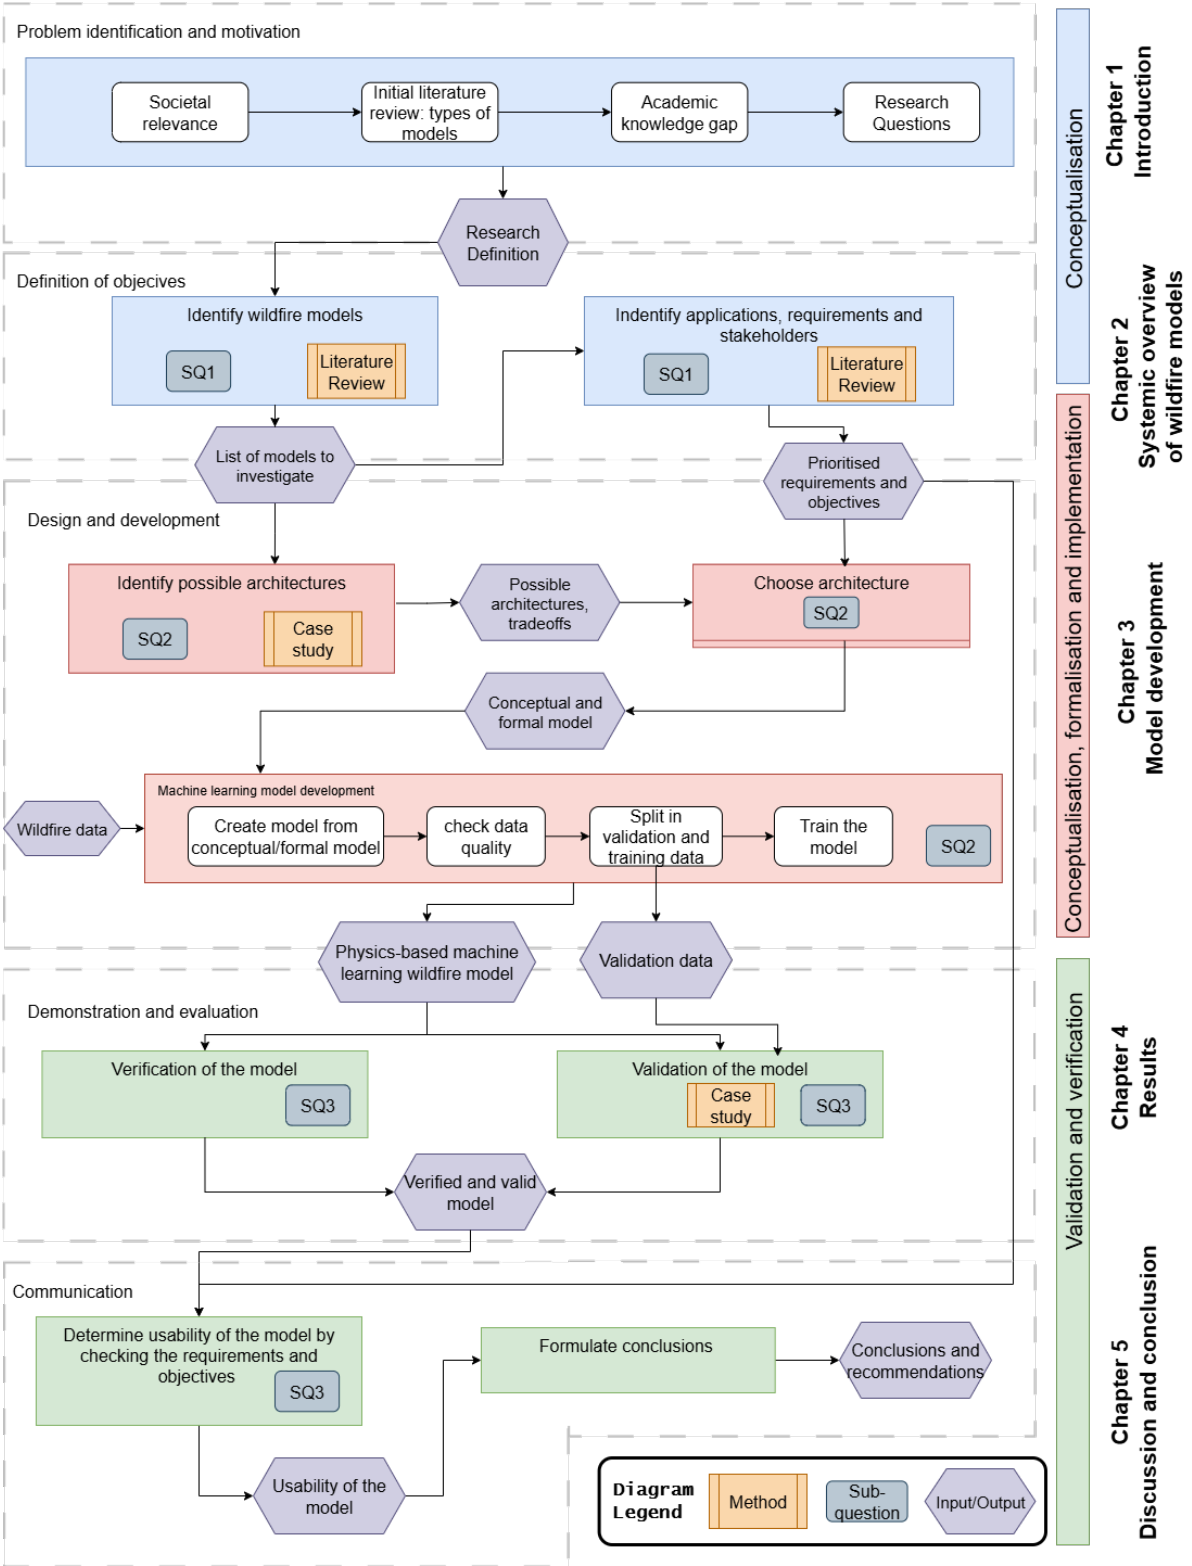 Problem identification and motivation
Societal
relevance
Initial literature
review: types of
models
Academic
knowledge gap
Research
Questions
Research
Definition
Definition of objecives
Identify wildfire models
SQ1
Literature
Review
Indentify applications, requirements and
stakeholders
SQ1
Literature
Review
List of models to
investigate
Prioritised
requirements and
objectives
Design and development
Identify possible architectures
SQ2
Case
study
Possible
architectures,
tradeoffs
Choose architecture
SQ2
Conceptual and
formal model
Wildfire data
Machine learning model development
Create model from
conceptual/formal model
check data
quality
Split in
validation and
training data
Train the
model
SQ2
Physics-based machine
learning wildfire model
Validation data
Demonstration and evaluation
Verification of the model
SQ3
Validation of the model
Case
study
SQ3
Verified and valid
model
Communication
Determine usability of the model by
checking the requirements and
objectives
SQ3
Formulate conclusions
Conclusions and
recommendations
Usability of the
model
Diagram
Legend
Method
Sub-
question
Input/Output
Conceptualisation
Conceptualisation, formalisation and implementation
Validation and verification
Chapter 1
Introduction
Chapter 2
Systemic overview
of wildfire models
Chapter 3
Model development
Chapter 4
Results
Chapter 5
Discussion and conclusion